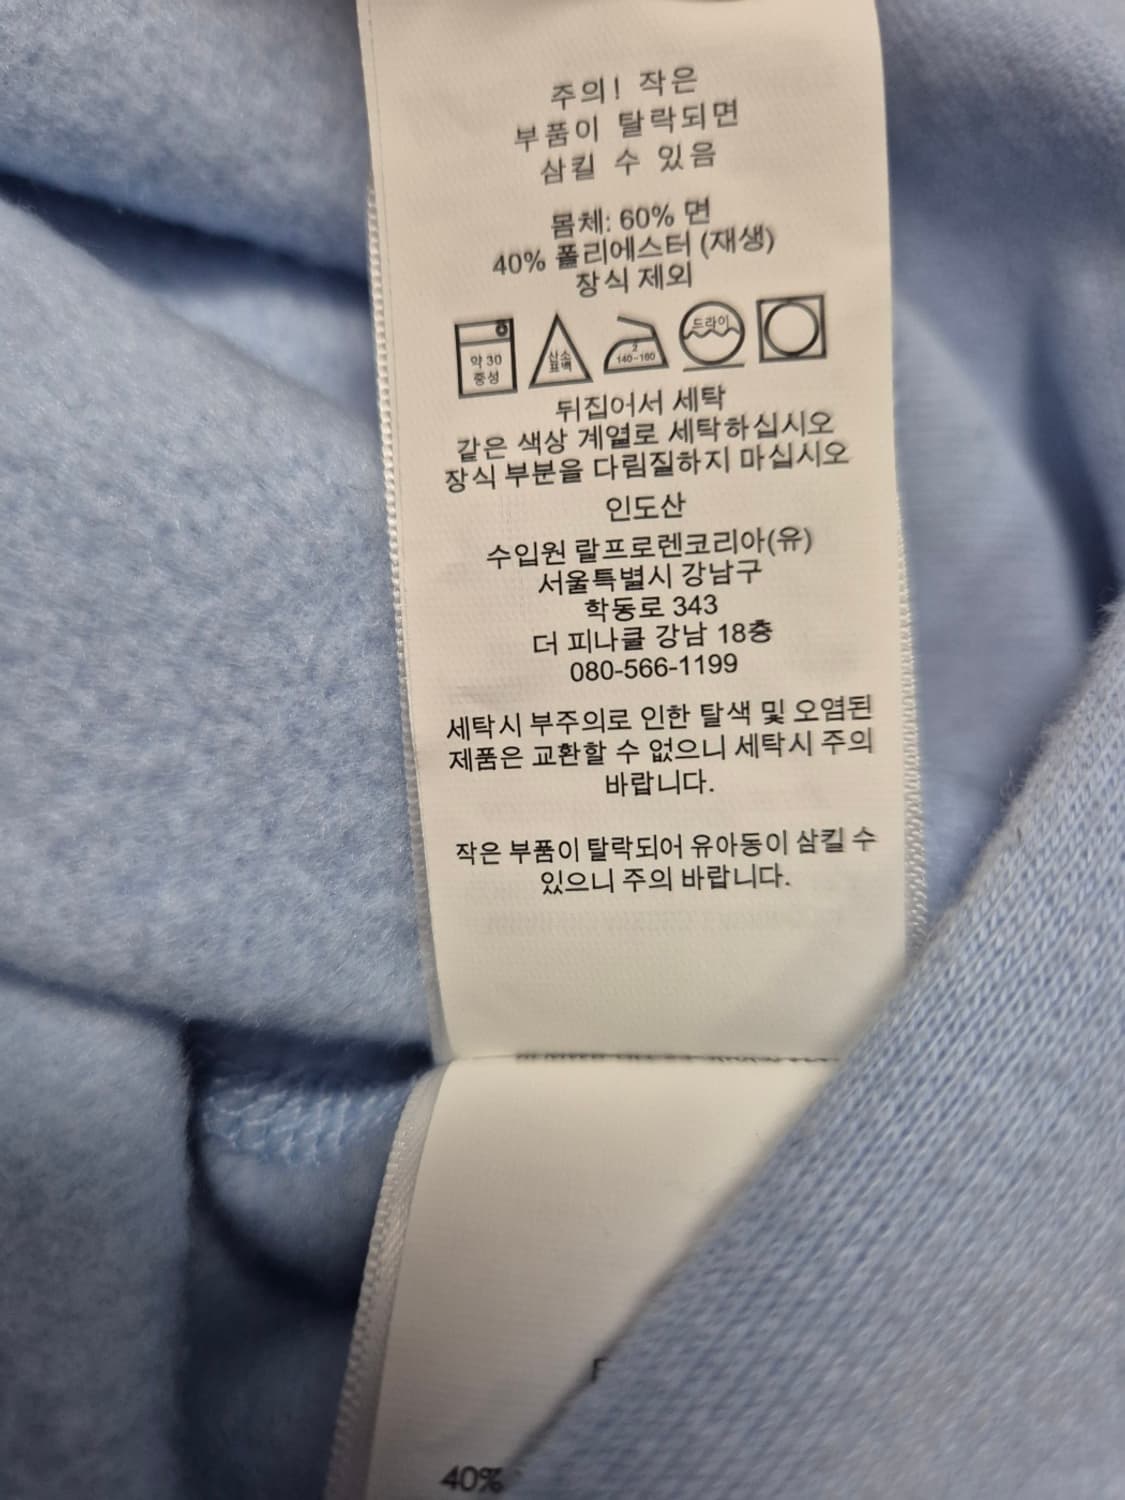 주의! 작은
부품이 탈락되면
삼킬 수 있음
몸체: 60% 면
40% 폴리에스터 (재생)
장식 제외
약 30
중성
산소
표백
2
140~160
드라이
뒤집어서 세탁
같은 색상 계열로 세탁하십시오
장식 부분을 다림질하지 마십시오
인도산
수입원 랄프로렌코리아(유)
서울특별시 강남구
학동로 343
더 피나클 강남 18층
080-566-1199
세탁시 부주의로 인한 탈색 및 오염된
제품은 교환할 수 없으니 세탁시 주의
바랍니다.
작은 부품이 탈락되어 유아동이 삼킬 수
있으니 주의 바랍니다.
40%